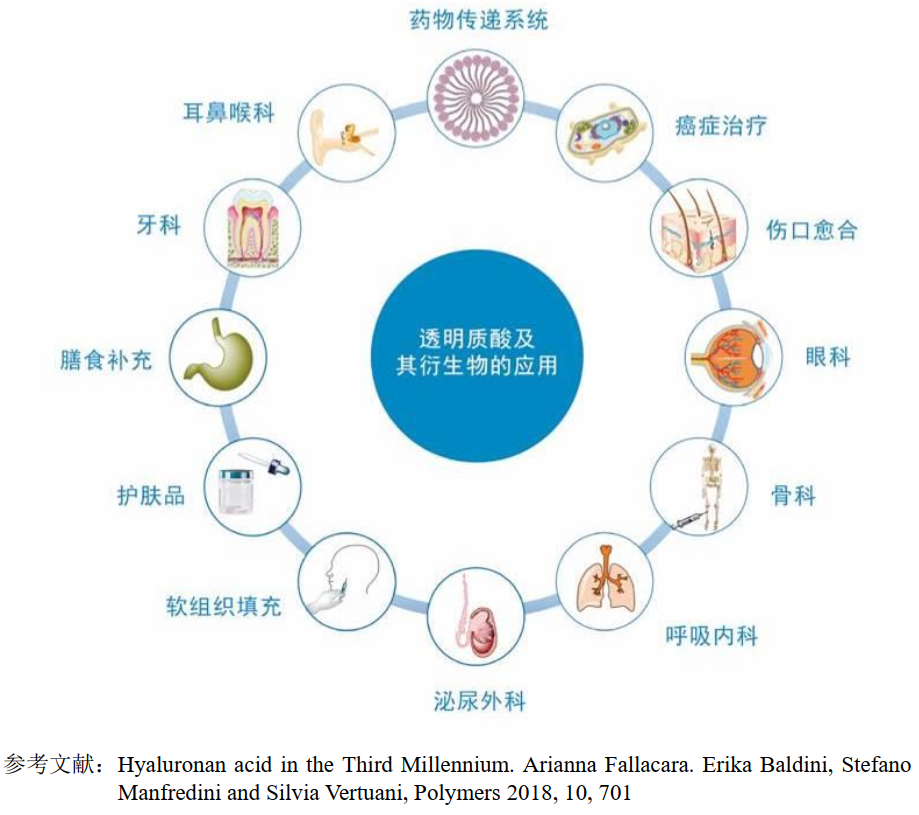 药物传递系统
耳鼻喉科
癌症治疗
牙科
伤口愈合
透明质酸及
其衍生物的应用
膳食补充
眼科
护肤品
骨科
软组织填充
呼吸内科
泌尿外科
参考文献：Hyaluronan acid in the Third Millennium. Arianna Fallacara. Erika Baldini, Stefano
Manfredini and Silvia Vertuani, Polymers 2018, 10, 701